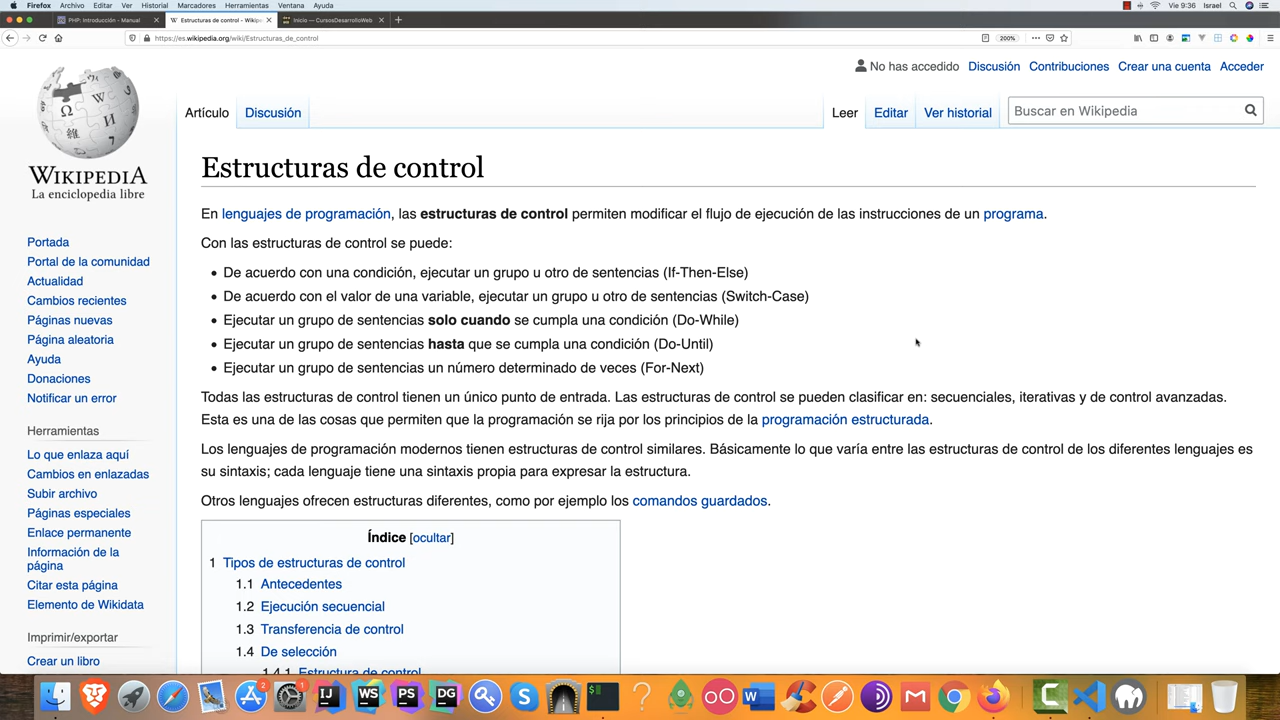 Firefox Archivo Editar Ver Historial Marcadores Herramientas Ventana Ayuda
Vie 9:36 Israel
PHP: Introducción - Manual
Estructuras de control - Wikipe
Inicio — CursosDesarrolloWeb
https://es.wikipedia.org/wiki/Estructuras_de_control
200%
No has accedido Discusión Contribuciones Crear una cuenta Acceder
Artículo Discusión Leer Editar Ver historial Buscar en Wikipedia
WIKIPEDIA
La enciclopedia libre
Portada
Portal de la comunidad
Actualidad
Cambios recientes
Páginas nuevas
Página aleatoria
Ayuda
Donaciones
Notificar un error
Herramientas
Lo que enlaza aquí
Cambios en enlazadas
Subir archivo
Páginas especiales
Enlace permanente
Información de la
página
Citar esta página
Elemento de Wikidata
Imprimir/exportar
Crear un libro
Estructuras de control
En lenguajes de programación, las estructuras de control permiten modificar el flujo de ejecución de las instrucciones de un programa.
Con las estructuras de control se puede:
• De acuerdo con una condición, ejecutar un grupo u otro de sentencias (If-Then-Else)
• De acuerdo con el valor de una variable, ejecutar un grupo u otro de sentencias (Switch-Case)
• Ejecutar un grupo de sentencias solo cuando se cumpla una condición (Do-While)
• Ejecutar un grupo de sentencias hasta que se cumpla una condición (Do-Until)
• Ejecutar un grupo de sentencias un número determinado de veces (For-Next)
Todas las estructuras de control tienen un único punto de entrada. Las estructuras de control se pueden clasificar en: secuenciales, iterativas y de control avanzadas.
Esta es una de las cosas que permiten que la programación se rija por los principios de la programación estructurada.
Los lenguajes de programación modernos tienen estructuras de control similares. Básicamente lo que varía entre las estructuras de control de los diferentes lenguajes es
su sintaxis; cada lenguaje tiene una sintaxis propia para expresar la estructura.
Otros lenguajes ofrecen estructuras diferentes, como por ejemplo los comandos guardados.
Índice [ocultar]
1 Tipos de estructuras de control
1.1 Antecedentes
1.2 Ejecución secuencial
1.3 Transferencia de control
1.4 De selección
1.4.1 Estructura de control
2 1 IJ WS PS DG